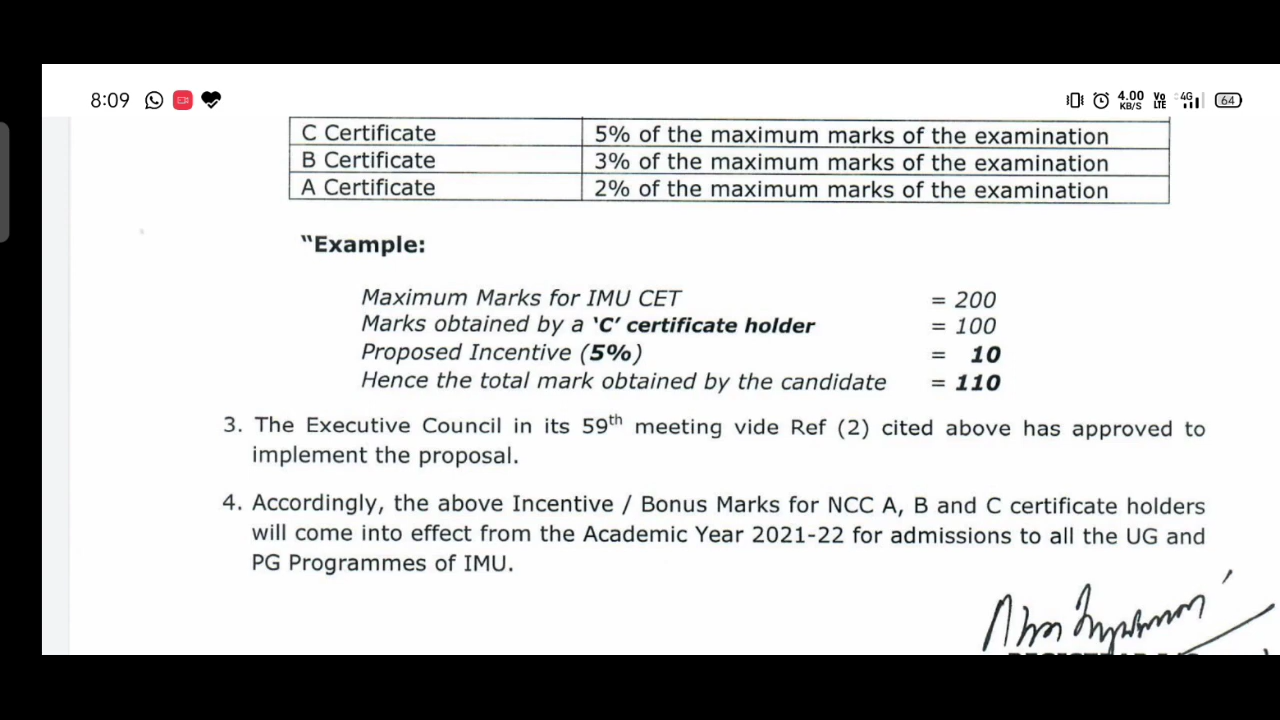 8:09 4.00 KB/S Vo LTE 4G 64
C Certificate 5% of the maximum marks of the examination
B Certificate 3% of the maximum marks of the examination
A Certificate 2% of the maximum marks of the examination
“Example:
Maximum Marks for IMU CET = 200
Marks obtained by a ‘C’ certificate holder = 100
Proposed Incentive (5%) = 10
Hence the total mark obtained by the candidate = 110
3. The Executive Council in its 59th meeting vide Ref (2) cited above has approved to
implement the proposal.
4. Accordingly, the above Incentive / Bonus Marks for NCC A, B and C certificate holders
will come into effect from the Academic Year 2021-22 for admissions to all the UG and
PG Programmes of IMU.